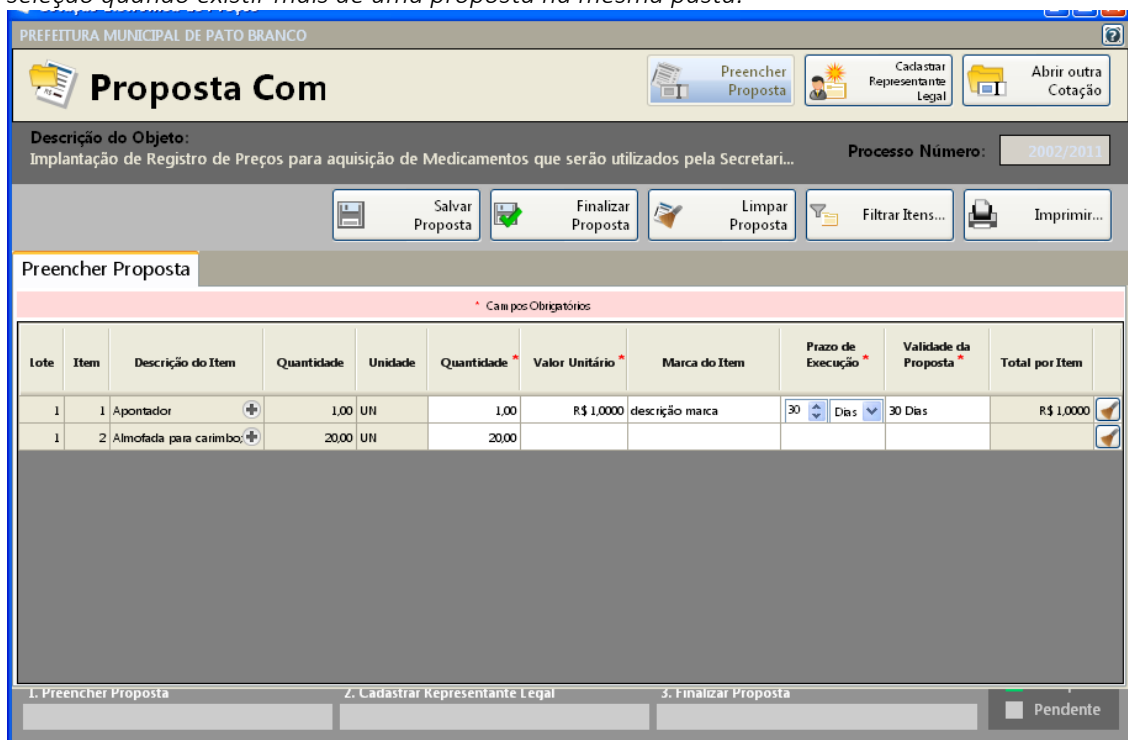 seleção quando existir mais de uma proposta na mesma pasta.
PREFEITURA MUNICIPAL DE PATO BRANCO
Proposta Com
Preencher Proposta
Cadastrar Representante Legal
Abrir outra Cotação
Descrição do Objeto:
Implantação de Registro de Preços para aquisição de Medicamentos que serão utilizados pela Secretari...
Processo Número: 2002/2011
Salvar Proposta
Finalizar Proposta
Limpar Proposta
Filtrar Itens...
Imprimir...
Preencher Proposta
* Campos Obrigatórios
Lote Item Descrição do Item Quantidade Unidade Quantidade * Valor Unitário * Marca do Item Prazo de Execução * Validade da Proposta * Total por Item
1 1 Apontador 1,00 UN 1,00 R$ 1,0000 descrição marca 30 Dias 30 Dias R$ 1,0000
1 2 Almofada para carimbo; 20,00 UN 20,00
1. Preencher Proposta 2. Cadastrar Representante Legal 3. Finalizar Proposta
Pendente